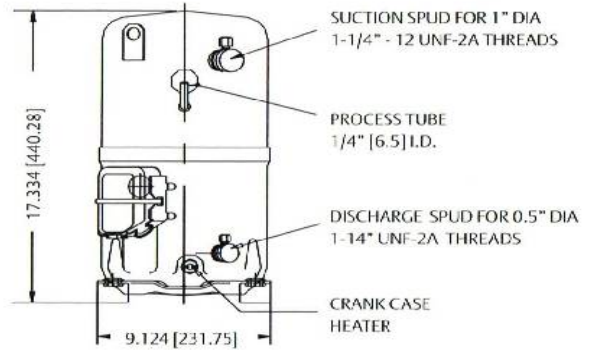 SUCTION SPUD FOR 1" DIA
1-1/4" - 12 UNF-2A THREADS
PROCESS TUBE
1/4" [6.5] I.D.
17.334 [440.28]
DISCHARGE SPUD FOR 0.5" DIA
1-14" UNF-2A THREADS
CRANK CASE
HEATER
9.124 [231.75]